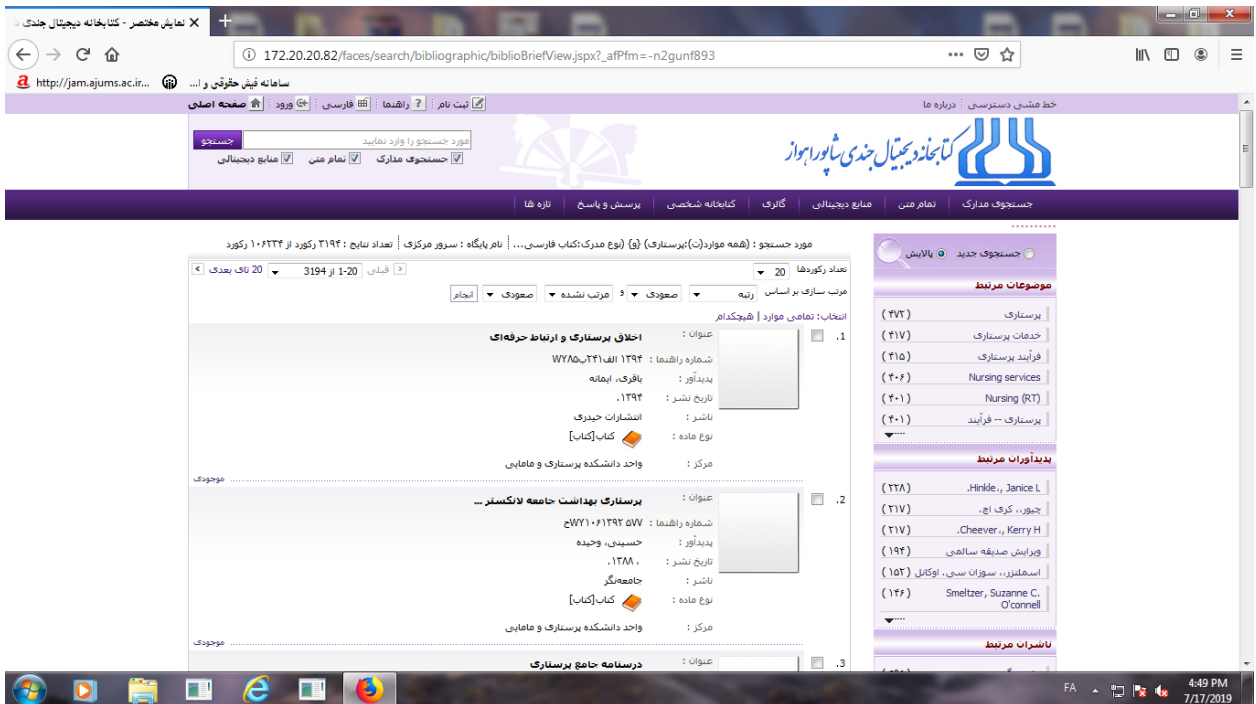 نمایش مختصر - کتابخانه دیجیتال جندی
172.20.20.82/faces/search/bibliographic/biblioBriefView.jspx?_afPfm=-n2gunf893
http://jam.ajums.ac.ir...
سامانه فیش حقوقی و ا...
خط مشی دسترسی درباره ما
ثبت نام راهنما فارسی ورود صفحه اصلی
کتابخانه دیجیتال جندی شاپور اهواز
مورد جستجو را وارد نمایید جستجو
جستجوی مدارک تمام متن منابع دیجیتالی
جستجوی مدارک تمام متن منابع دیجیتالی گالری کتابخانه شخصی پرسش و پاسخ تازه ها
جستجوی جدید پالایش
موضوعات مرتبط
پرستاری (۴۷۲)
خدمات پرستاری (۴۱۷)
فرآیند پرستاری (۴۱۵)
Nursing services (۴۰۶)
Nursing (RT) (۴۰۱)
پرستاری -- فرآیند (۴۰۱)
پدیدآوران مرتبط
Hinkle., Janice L. (۲۲۸)
چیور،، کری اچ. (۲۱۷)
Cheever., Kerry H. (۲۱۷)
ویرایش صدیقه سالمی (۱۹۴)
اسملتزر،، سوزان سی، اوکانل (۱۵۲)
Smeltzer, Suzanne C. (۱۴۶)
O'connell
ناشران مرتبط
مورد جستجو : (همه موارد(ت):پرستاری) {و} (نوع مدرک:کتاب فارسی... نام پایگاه : سرور مرکزی تعداد نتایج : ۳۱۹۴ رکورد از ۱۰۶۲۳۴ رکورد
تعداد رکوردها 20 < قبلی 1-20 از 3194 20 تای بعدی >
مرتب سازی بر اساس رتبه صعودی و مرتب نشده صعودی انجام
انتخاب: تمامی موارد | هیچکدام
1. عنوان : اخلاق پرستاری و ارتباط حرفه‌ای
شماره راهنما : WY۸۵ب۲۴۱الف ۱۳۹۴
پدیدآور : باقری، ایمانه
تاریخ نشر : ۱۳۹۴.
ناشر : انتشارات حیدری
نوع ماده : کتاب[کتاب]
مرکز : واحد دانشکده پرستاری و مامایی
موجودی
2. عنوان : پرستاری بهداشت جامعه لانکستر ...
شماره راهنما : WY۱۰۶۱۳۹۲ ۵۷۷ح
پدیدآور : حسینی، وحیده
تاریخ نشر : ، ۱۳۸۸.
ناشر : جامعه‌نگر
نوع ماده : کتاب[کتاب]
مرکز : واحد دانشکده پرستاری و مامایی
موجودی
3. عنوان : درسنامه جامع پرستاری
FA 4:49 PM
7/17/2019